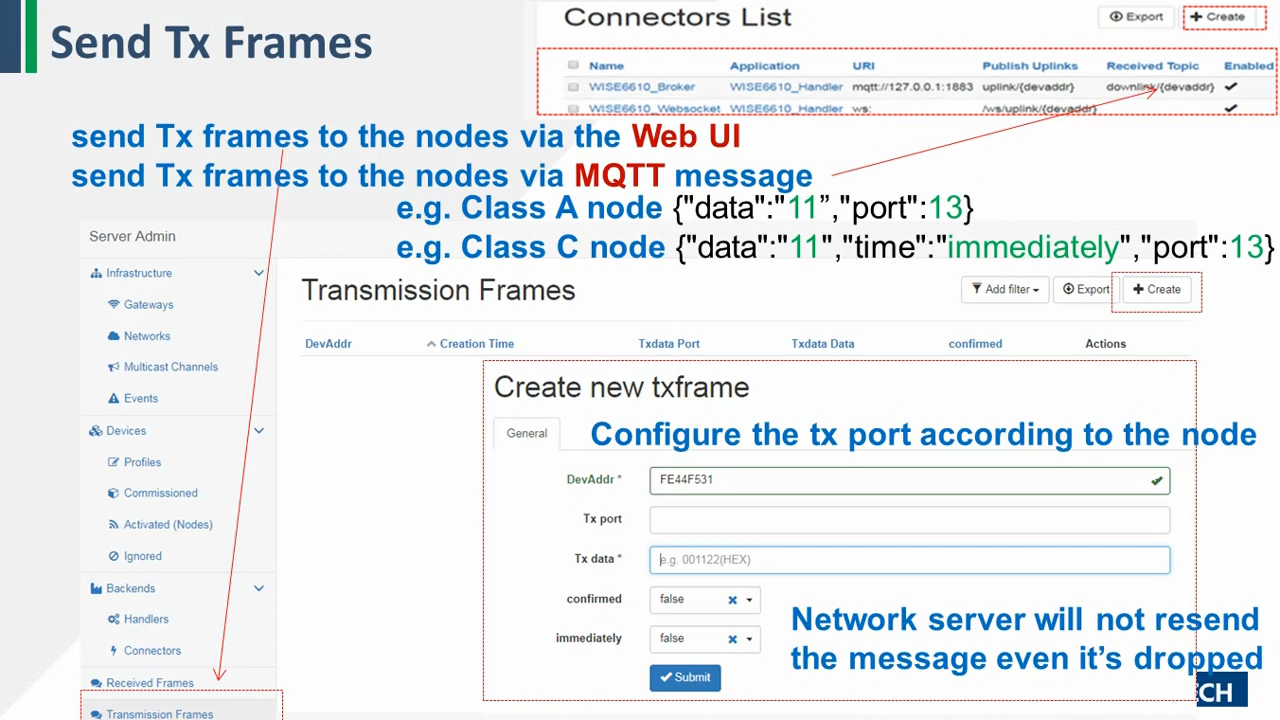 Send Tx Frames
Connectors List
Export
Create
Name Application URI Publish Uplinks Received Topic Enabled
WISE6610_Broker WISE6610_Handler mqtt://127.0.0.1:1883 uplink/{devaddr} downlink/{devaddr}
WISE6610_Websocket WISE6610_Handler ws: /ws/uplink/{devaddr}
send Tx frames to the nodes via the Web UI
send Tx frames to the nodes via MQTT message
e.g. Class A node {"data":"11”,"port":13}
e.g. Class C node {"data":"11","time":"immediately","port":13}
Server Admin
Infrastructure
Gateways
Networks
Multicast Channels
Events
Devices
Profiles
Commissioned
Activated (Nodes)
Ignored
Backends
Handlers
Connectors
Received Frames
Transmission Frames
Transmission Frames
Add filter
Export
Create
DevAddr Creation Time Txdata Port Txdata Data confirmed Actions
Create new txframe
General
Configure the tx port according to the node
DevAddr * FE44F531
Tx port
Tx data * e.g. 001122(HEX)
confirmed false
immediately false
Submit
Network server will not resend
the message even it’s dropped
CH